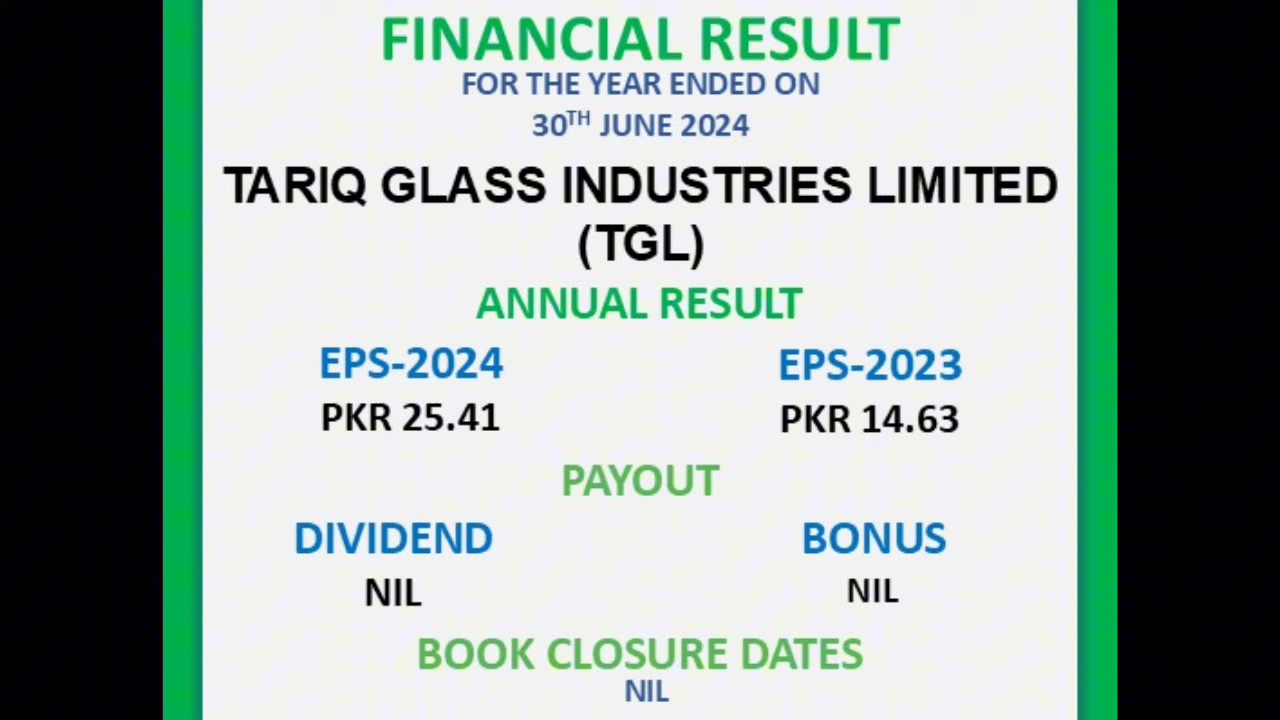 FINANCIAL RESULT
FOR THE YEAR ENDED ON
30TH JUNE 2024
TARIQ GLASS INDUSTRIES LIMITED
(TGL)
ANNUAL RESULT
EPS-2024 EPS-2023
PKR 25.41 PKR 14.63
PAYOUT
DIVIDEND BONUS
NIL NIL
BOOK CLOSURE DATES
NIL